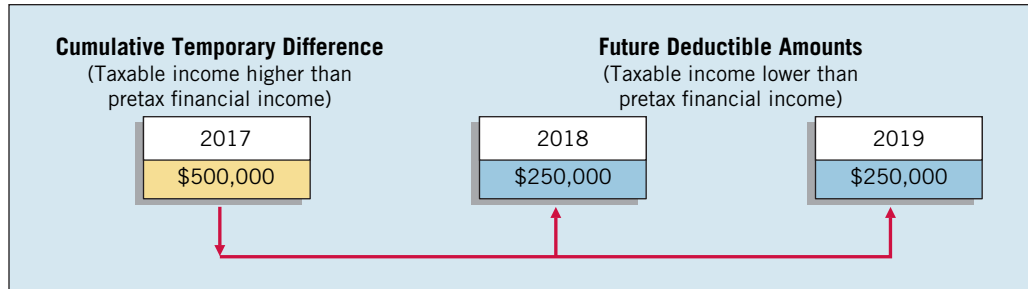 Cumulative Temporary Difference
(Taxable income higher than
pretax financial income)
Future Deductible Amounts
(Taxable income lower than
pretax financial income)
2017
$500,000
2018
$250,000
2019
$250,000